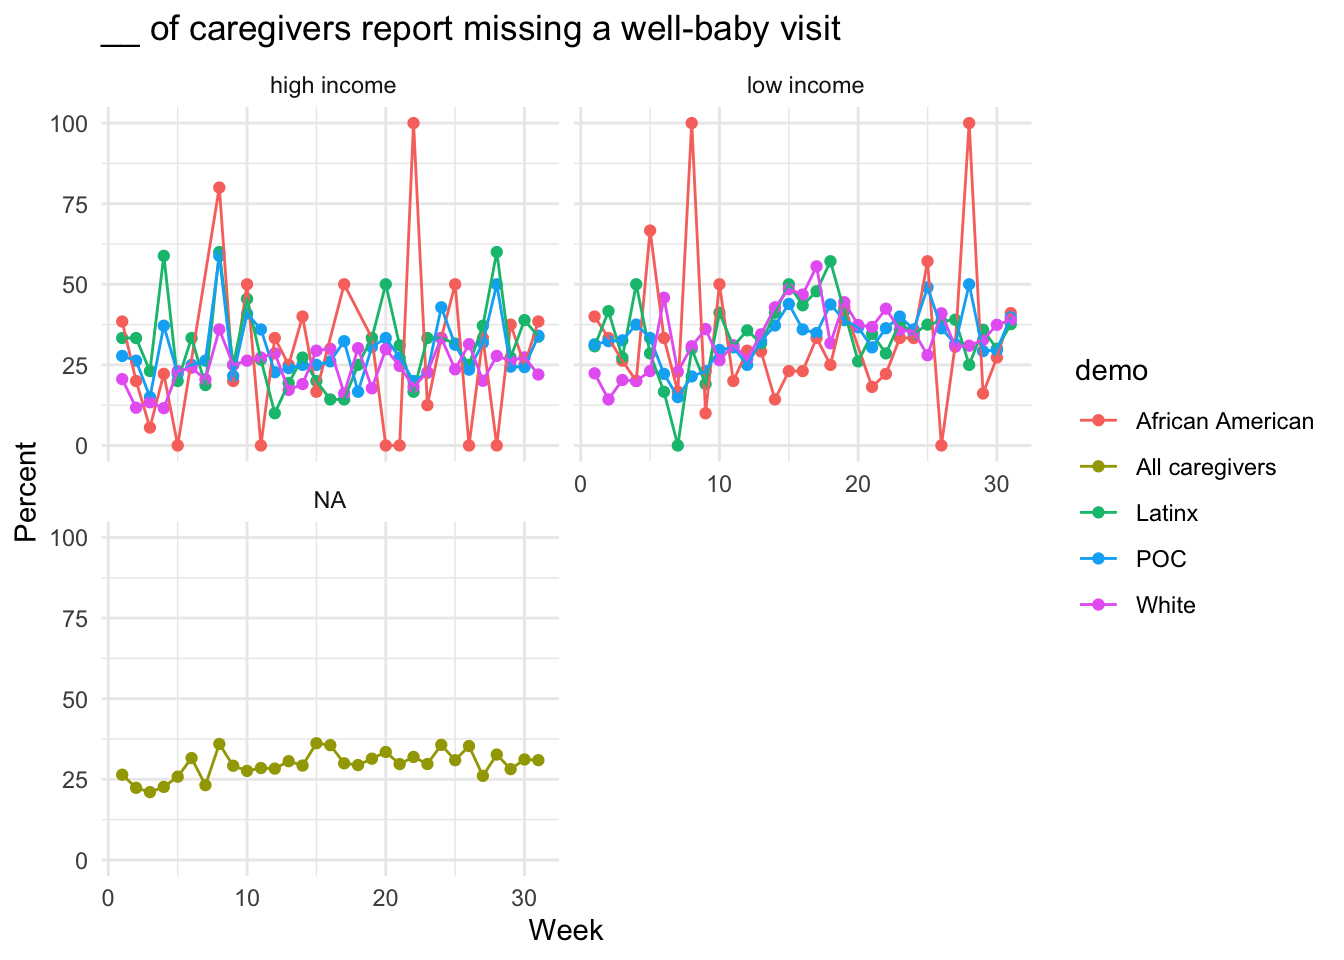 __ of caregivers report missing a well-baby visit
high income
low income
100
75
50
25
0
0 10 20 30
NA
100
75
50
25
0
0 10 20 30
Percent
Week
demo
African American
All caregivers
Latinx
POC
White